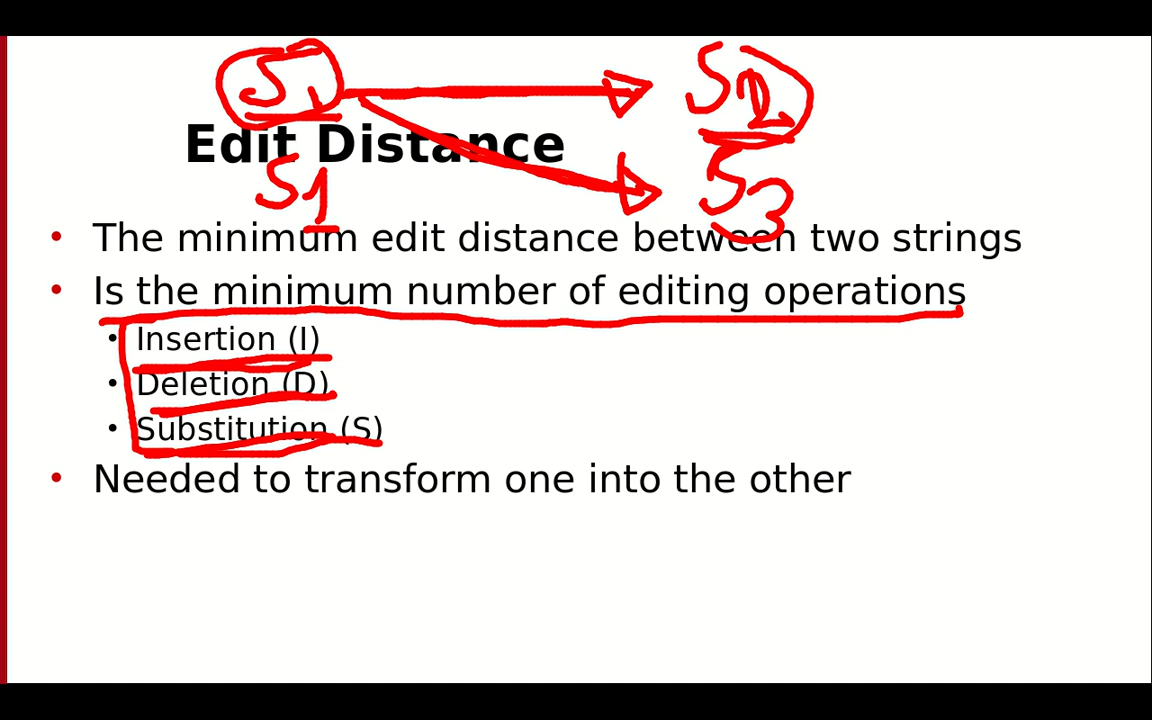 S1 S2
Edit Distance
S1 S3
• The minimum edit distance between two strings
• Is the minimum number of editing operations
• Insertion (I)
• Deletion (D)
• Substitution (S)
• Needed to transform one into the other